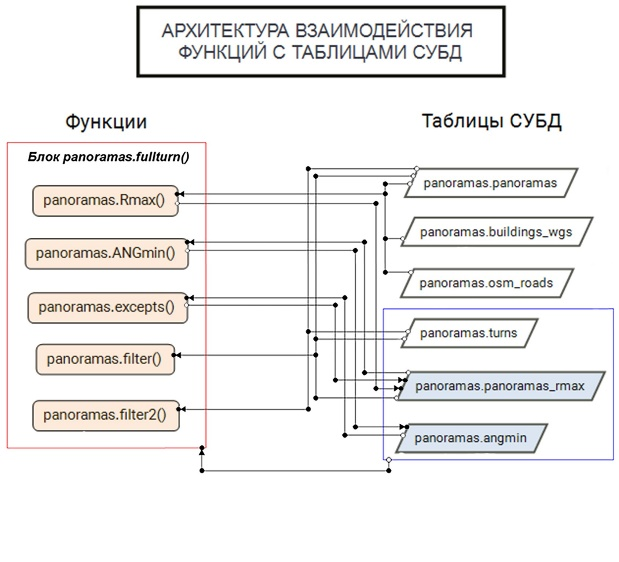 АРХИТЕКТУРА ВЗАИМОДЕЙСТВИЯ
ФУНКЦИЙ С ТАБЛИЦАМИ СУБД
Функции
Таблицы СУБД
Блок panoramas.fullturn()
panoramas.Rmax()
panoramas.ANGmin()
panoramas.excepts()
panoramas.filter()
panoramas.filter2()
panoramas.panoramas
panoramas.buildings_wgs
panoramas.osm_roads
panoramas.turns
panoramas.panoramas_rmax
panoramas.angmin